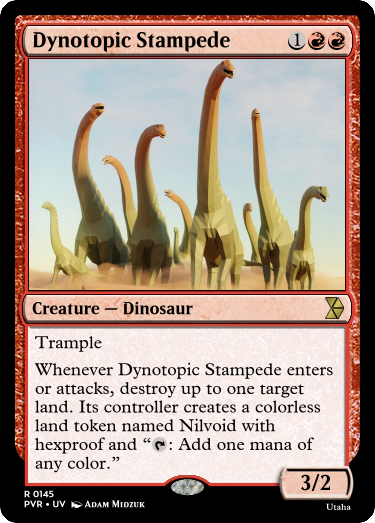 Dynotopic Stampede 1
Creature — Dinosaur
Trample
Whenever Dynotopic Stampede enters
or attacks, destroy up to one target
land. Its controller creates a colorless
land token named Nilvoid with
hexproof and “: Add one mana of
any color.”
3/2
R 0145
PVR • UV Adam Midzuk
Utaha